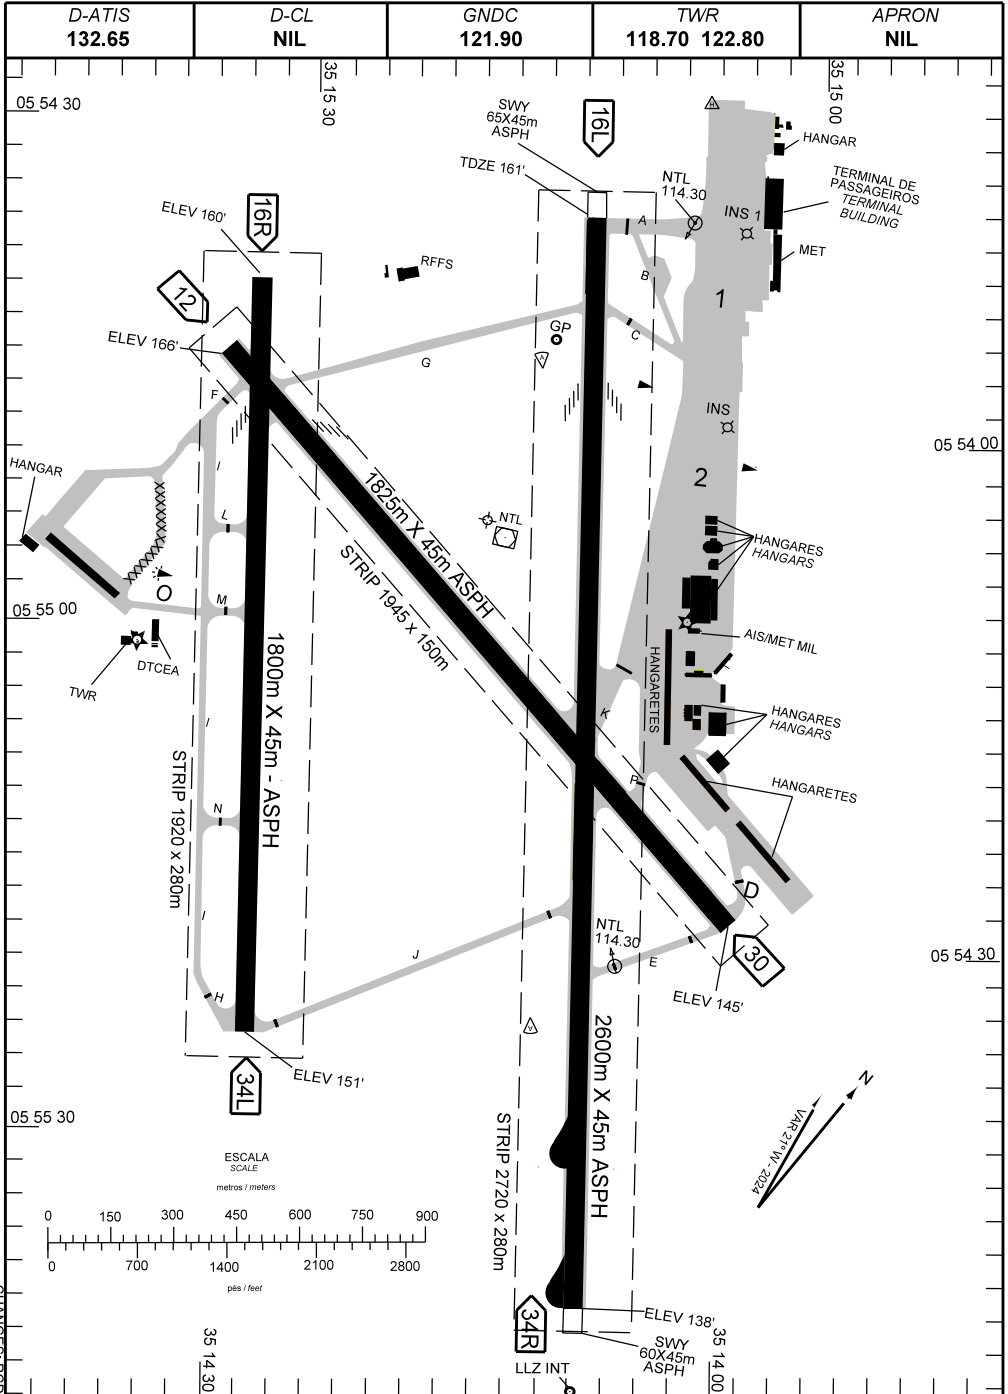 D-ATIS
132.65
D-CL
NIL
GNDC
121.90
TWR
118.70 122.80
APRON
NIL
35 15 30
35 15 00
05 54 30
SWY
65X45m
ASPH
16L
TDZE 161'
NTL
114.30
HANGAR
TERMINAL DE
PASSAGEIROS
TERMINAL
BUILDING
INS 1
MET
ELEV 160'
16R
RFFS
A
B
C
1
12
ELEV 166'
GP
G
F
INS
05 54 00
HANGAR
I
L
2
NTL
1825m X 45m ASPH
STRIP 1945 x 150m
HANGARES
HANGARS
O
M
05 55 00
TWR
DTCEA
AIS/MET MIL
HANGARETES
1800m X 45m - ASPH
I
K
HANGARES
HANGARS
STRIP 1920 x 280m
N
P
HANGARETES
D
I
J
NTL
114.30
E
30
05 54 30
H
ELEV 145'
34L
ELEV 151'
2600m X 45m ASPH
STRIP 2720 x 280m
N
VAR 21° W - 2024
05 55 30
ESCALA
SCALE
metros / meters
0 150 300 450 600 750 900
0 700 1400 2100 2800
pés / feet
34R
ELEV 138'
SWY
60X45m
ASPH
LLZ INT
35 14 30
35 14 00